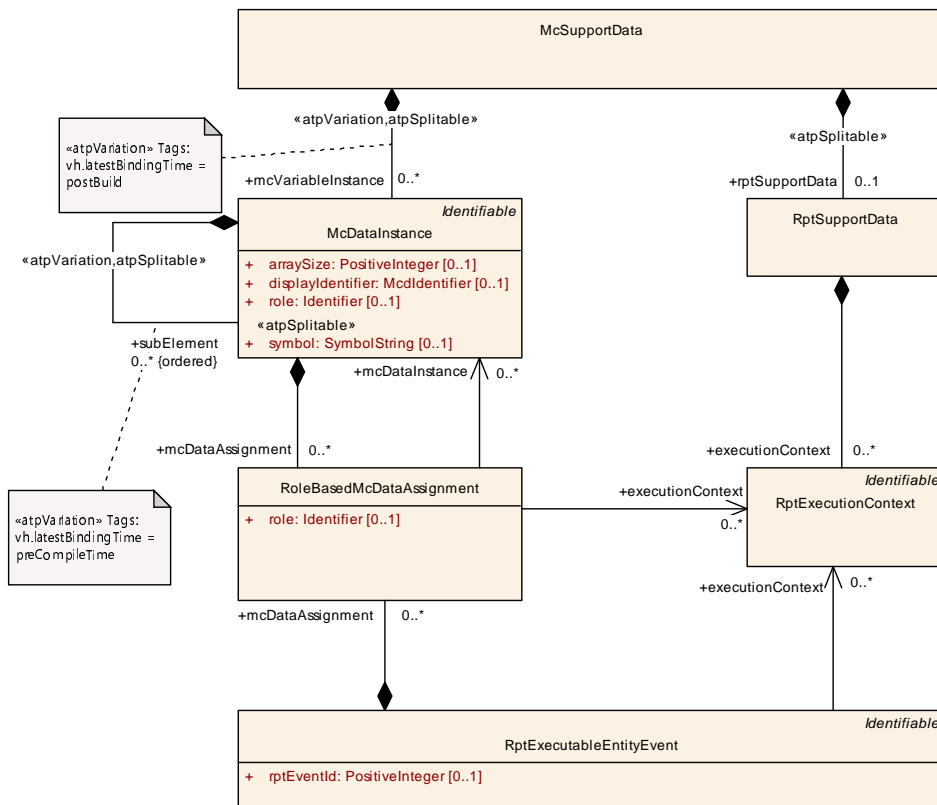 McSupportData
«atpVariation,atpSplitable»
«atpSplitable»
«atpVariation» Tags:
vh.latestBindingTime =
postBuild
+mcVariableInstance
0..*
+rptSupportData
0..1
Identifiable
McDataInstance
+ arraySize: PositiveInteger [0..1]
+ displayIdentifier: McdIdentifier [0..1]
+ role: Identifier [0..1]
«atpSplitable»
+ symbol: SymbolString [0..1]
RptSupportData
«atpVariation,atpSplitable»
+subElement
0..* {ordered}
+mcDataInstance
0..*
+mcDataAssignment
0..*
+executionContext
0..*
RoleBasedMcDataAssignment
+ role: Identifier [0..1]
+executionContext
0..*
Identifiable
RptExecutionContext
«atpVariation» Tags:
vh.latestBindingTime =
preCompileTime
+executionContext
0..*
+mcDataAssignment
0..*
Identifiable
RptExecutableEntityEvent
+ rptEventId: PositiveInteger [0..1]